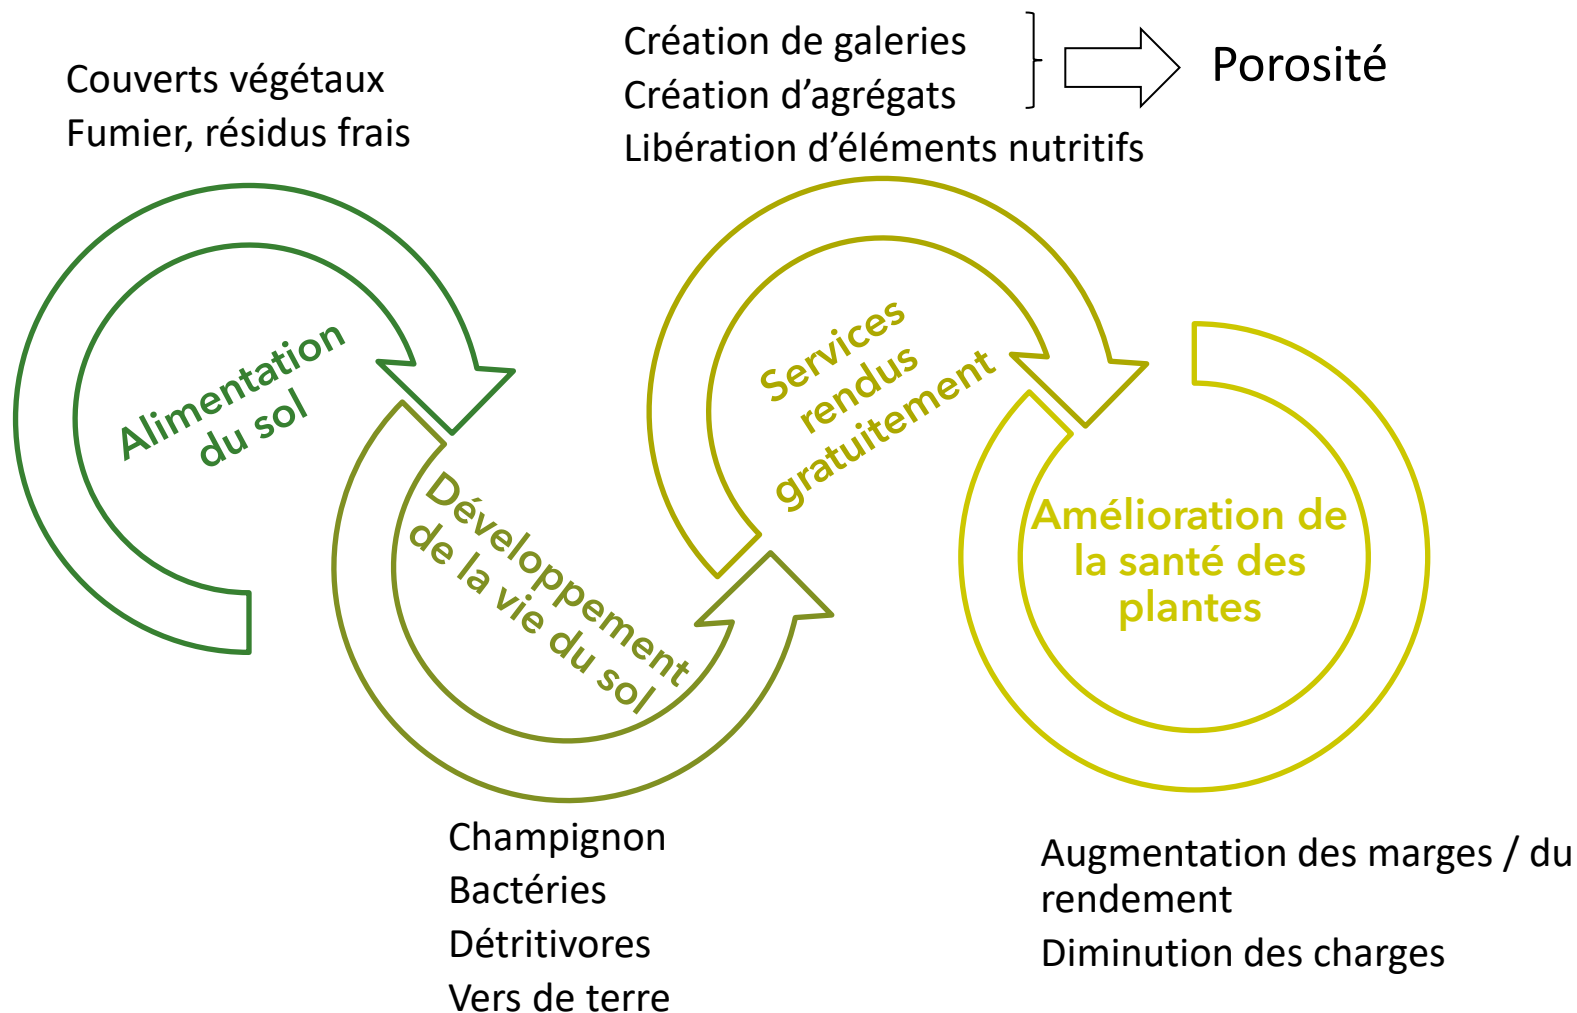 Couverts végétaux
Fumier, résidus frais
Alimentation
du sol
Développement
de la vie du sol
Champignon
Bactéries
Détritivores
Vers de terre
Création de galeries
Création d’agrégats
Libération d’éléments nutritifs
Porosité
Services
rendus
gratuitement
Amélioration de
la santé des
plantes
Augmentation des marges / du
rendement
Diminution des charges